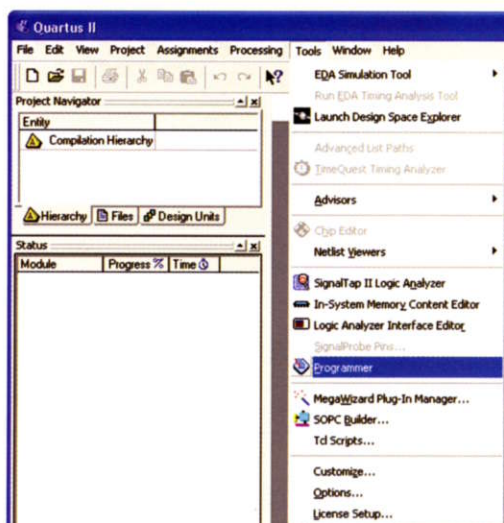 Quartus II
File Edit View Project Assignments Processing Tools Window Help
Project Navigator
Entity
Compilation Hierarchy
Hierarchy Files Design Units
Status
Module Progress % Time
EDA Simulation Tool
Run EDA Timing Analysis Tool
Launch Design Space Explorer
Advanced List Paths
TimeQuest Timing Analyzer
Advisors
Chip Editor
Netlist Viewers
SignalTap II Logic Analyzer
In-System Memory Content Editor
Logic Analyzer Interface Editor
SignalProbe Pins...
Programmer
MegaWizard Plug-In Manager...
SOPC Builder...
Tcl Scripts...
Customize...
Options...
License Setup...